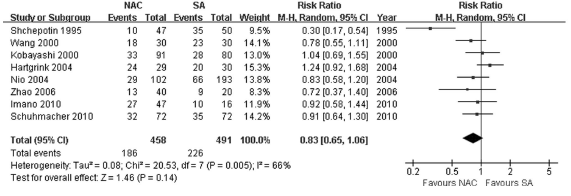 NAC SA Risk Ratio Risk Ratio
Study or Subgroup Events Total Events Total Weight M-H, Random, 95% CI Year M-H, Random, 95% CI
Shchepotin 1995 10 47 35 50 9.5% 0.30 [0.17, 0.54] 1995
Wang 2000 18 30 23 30 14.7% 0.78 [0.55, 1.11] 2000
Kobayashi 2000 33 91 28 80 12.7% 1.04 [0.69, 1.55] 2000
Hartgrink 2004 24 29 20 30 16.3% 1.24 [0.92, 1.68] 2004
Nio 2004 29 102 66 193 13.8% 0.83 [0.58, 1.20] 2004
Zhao 2006 13 40 9 20 8.2% 0.72 [0.37, 1.40] 2006
Imano 2010 27 47 10 16 11.1% 0.92 [0.58, 1.44] 2010
Schuhmacher 2010 32 72 35 72 13.7% 0.91 [0.64, 1.30] 2010
Total (95% CI) 458 491 100.0% 0.83 [0.65, 1.06]
Total events 186 226
Heterogeneity: Tau² = 0.08; Chi² = 20.53, df = 7 (P = 0.005); I² = 66%
Test for overall effect: Z = 1.46 (P = 0.14)
0.2 0.5 1 2 5
Favours NAC Favours SA